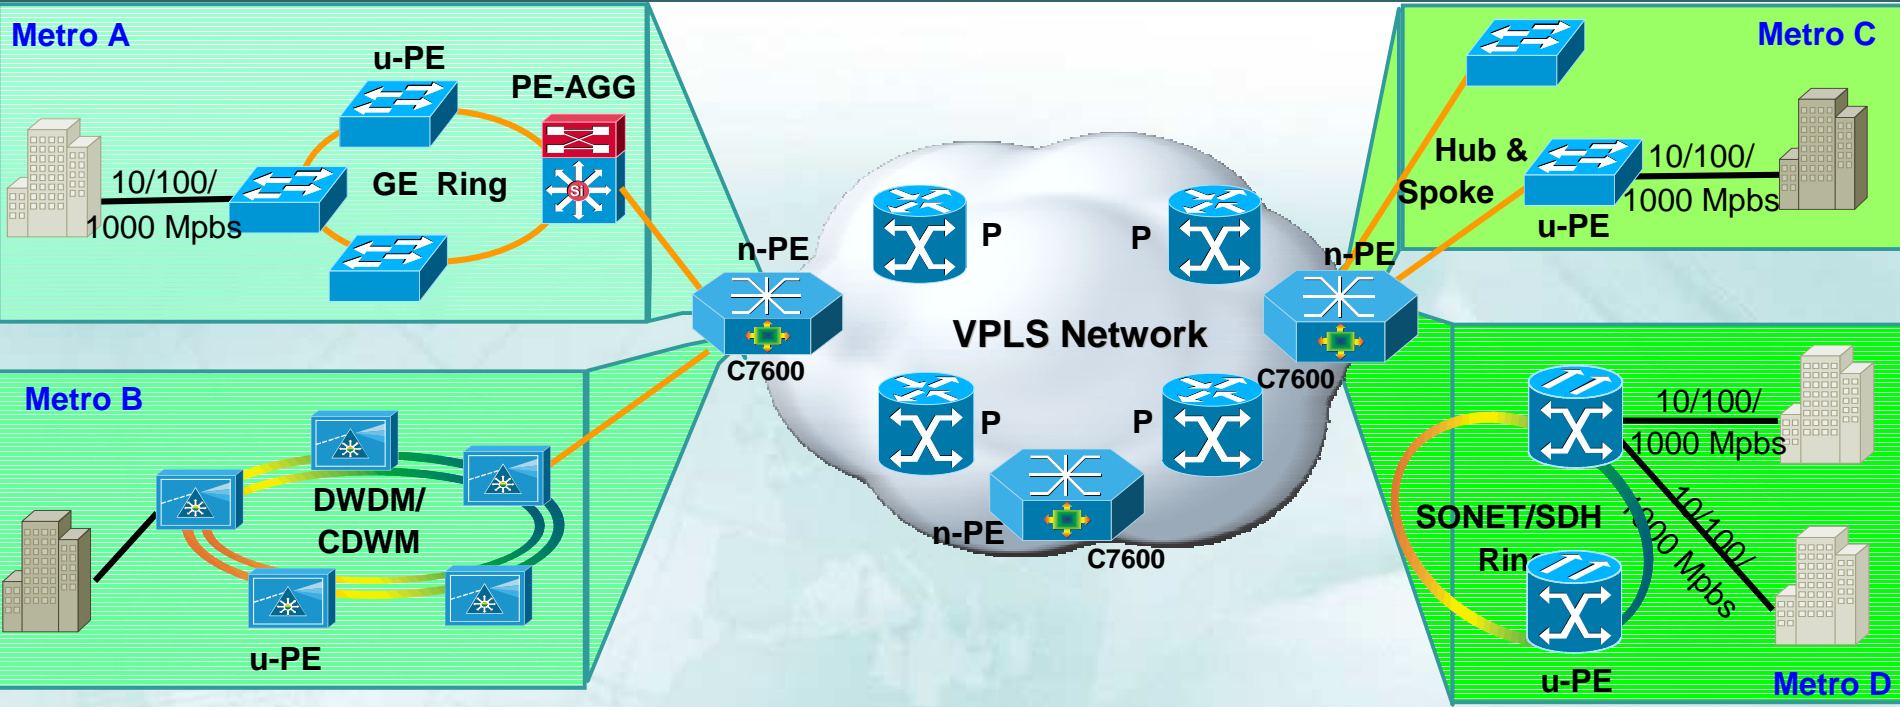 Metro A
u-PE
PE-AGG
Si
10/100/
1000 Mpbs
GE Ring
n-PE
C7600
Metro B
DWDM/
CDWM
u-PE
P
P
VPLS Network
P
P
n-PE
C7600
Metro C
Hub &
Spoke
10/100/
1000 Mpbs
u-PE
n-PE
C7600
10/100/
1000 Mpbs
SONET/SDH
Ring
10/100/
1000 Mpbs
u-PE
Metro D